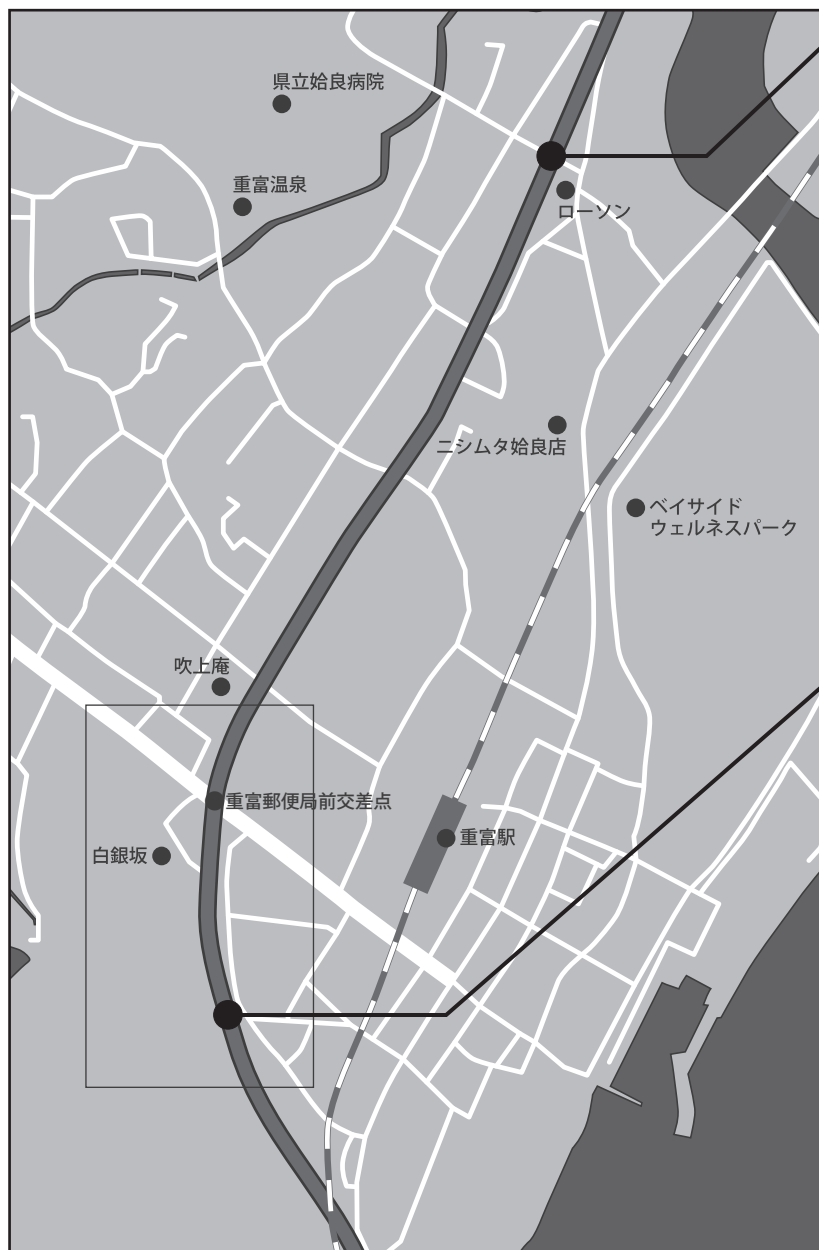 県立姶良病院
重富温泉
ローソン
ニシムタ姶良店
ベイサイド
ウェルネスパーク
吹上庵
重富郵便局前交差点
重富駅
白銀坂